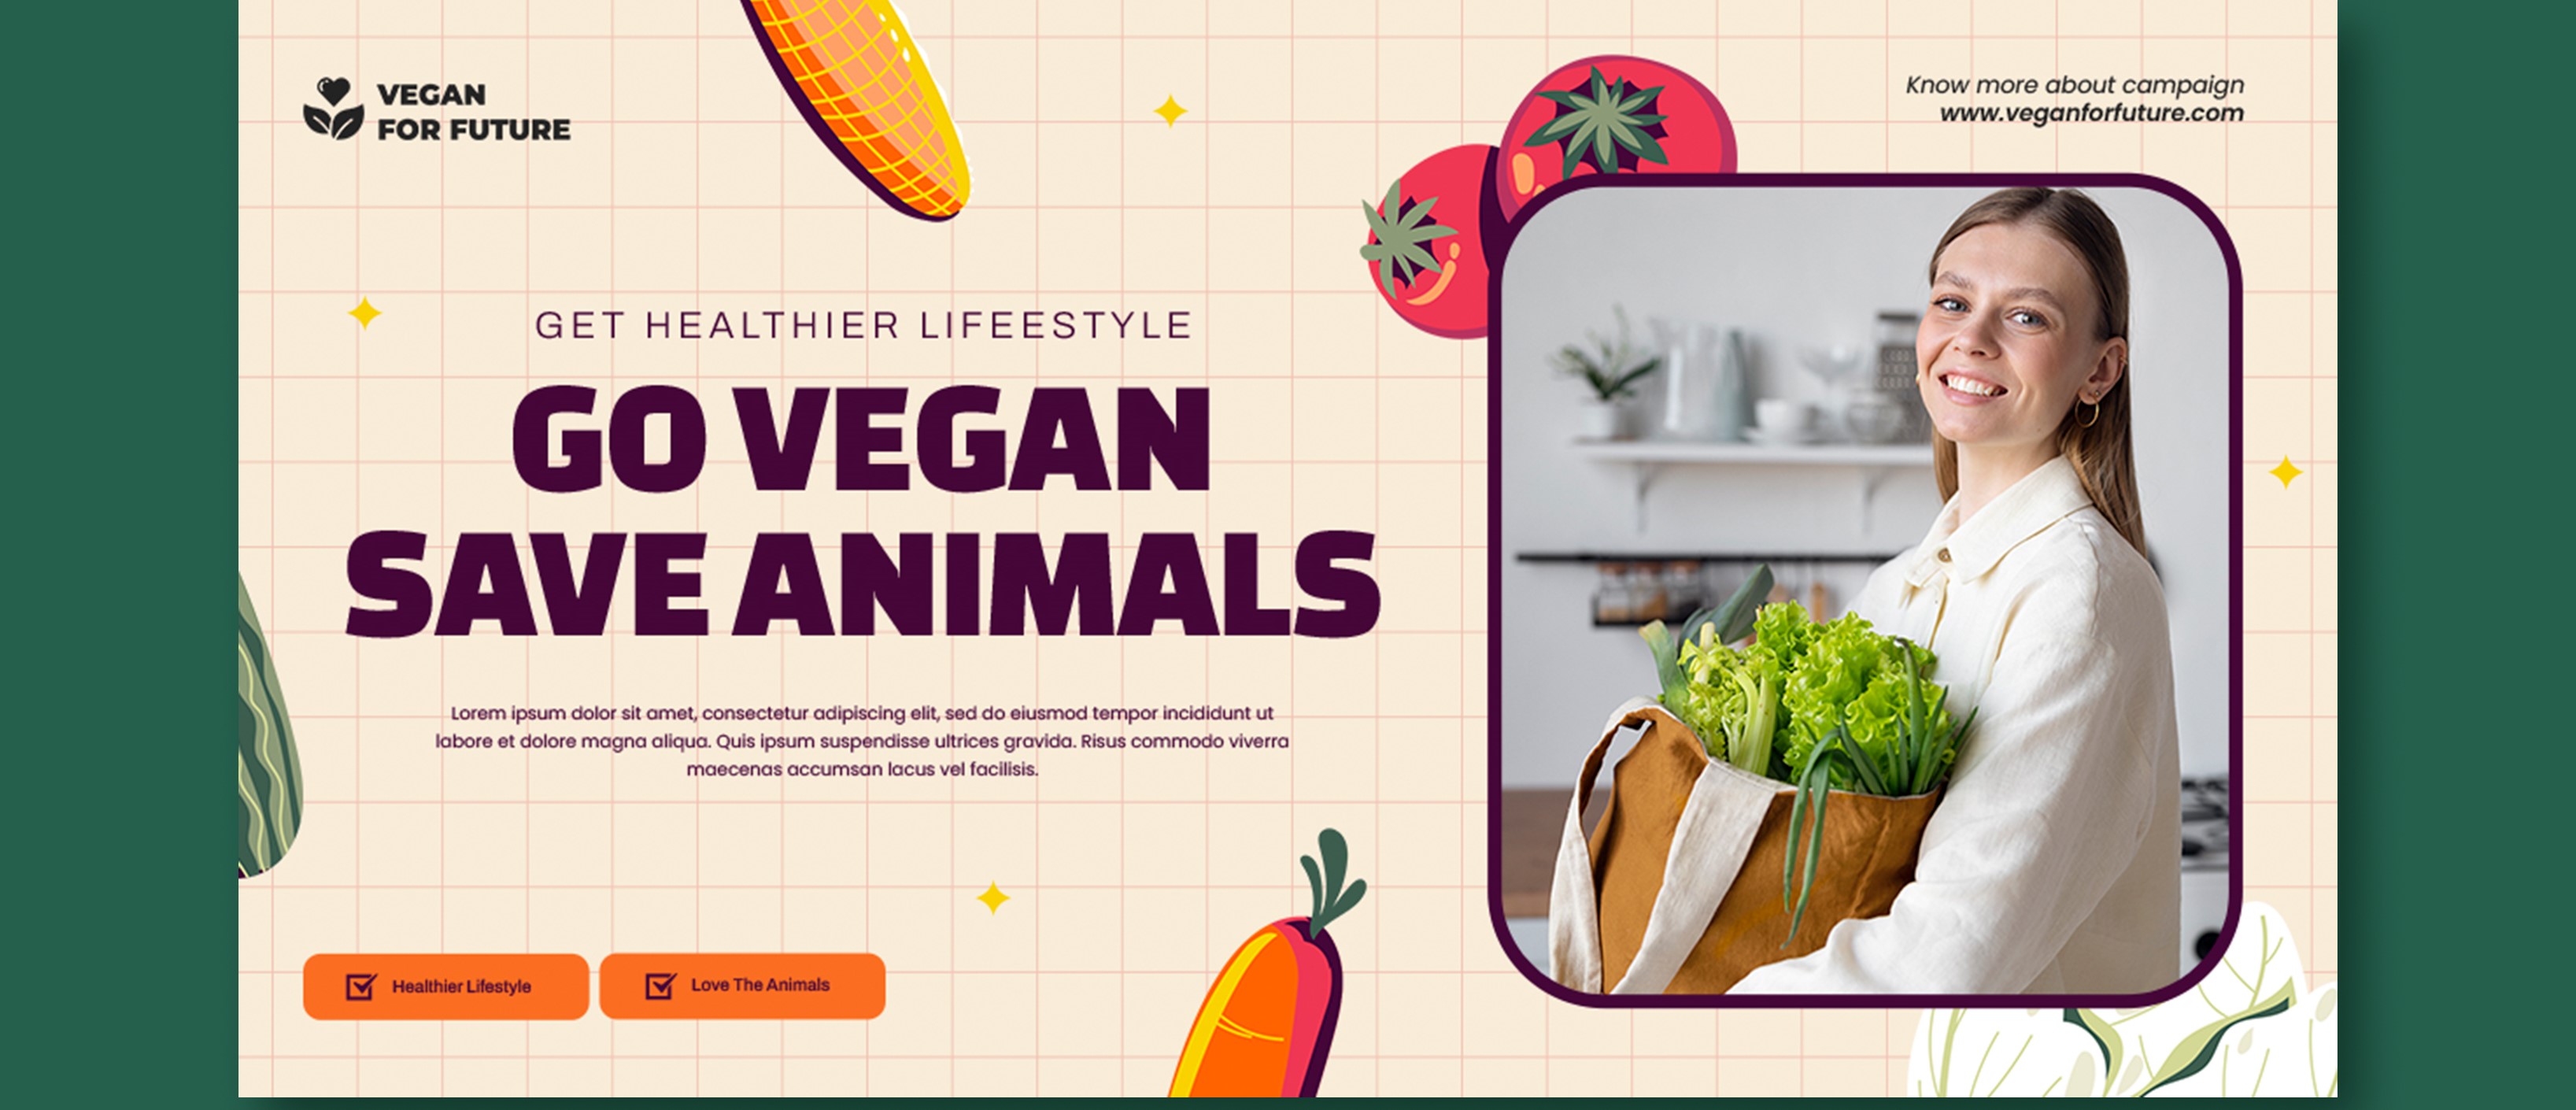 VEGAN
FOR FUTURE
Know more about campaign
www.veganforfuture.com
GET HEALTHIER LIFEESTYLE
GO VEGAN
SAVE ANIMALS
Lorem ipsum dolor sit amet, consectetur adipiscing elit, sed do eiusmod tempor incididunt ut
labore et dolore magna aliqua. Quis ipsum suspendisse ultrices gravida. Risus commodo viverra
maecenas accumsan lacus vel facilisis.
Healthier Lifestyle
Love The Animals